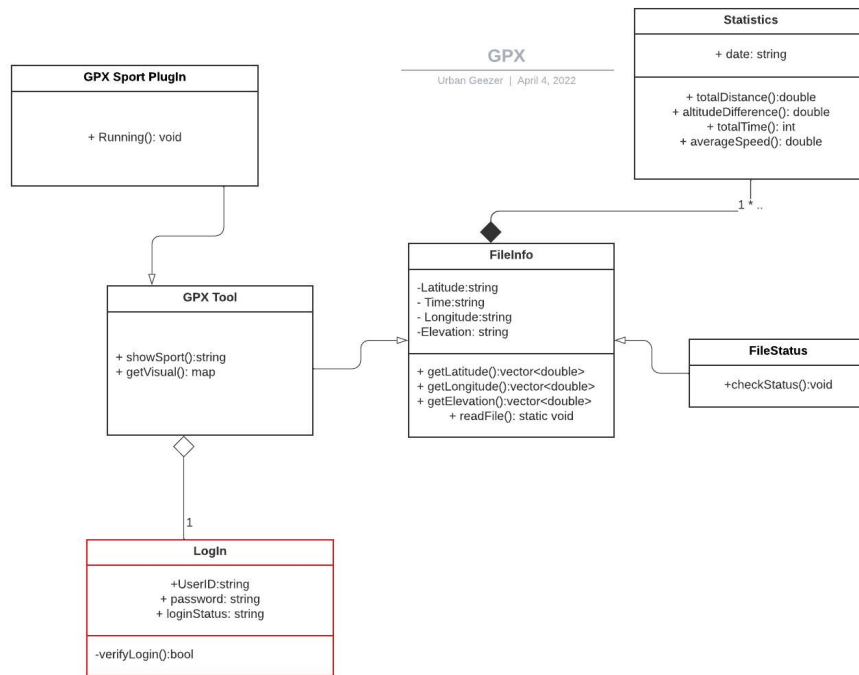 Statistics
+ date: string
+ totalDistance():double
+ altitudeDifference(): double
+ totalTime(): int
+ averageSpeed(): double
GPX
Urban Geezer | April 4, 2022
GPX Sport PlugIn
+ Running(): void
1 * ..
FileInfo
-Latitude:string
- Time:string
- Longitude:string
-Elevation: string
+ getLatitude():vector<double>
+ getLongitude():vector<double>
+ getElevation():vector<double>
+ readFile(): static void
GPX Tool
+ showSport():string
+ getVisual(): map
FileStatus
+checkStatus():void
1
LogIn
+UserID:string
+ password: string
+ loginStatus: string
-verifyLogin():bool